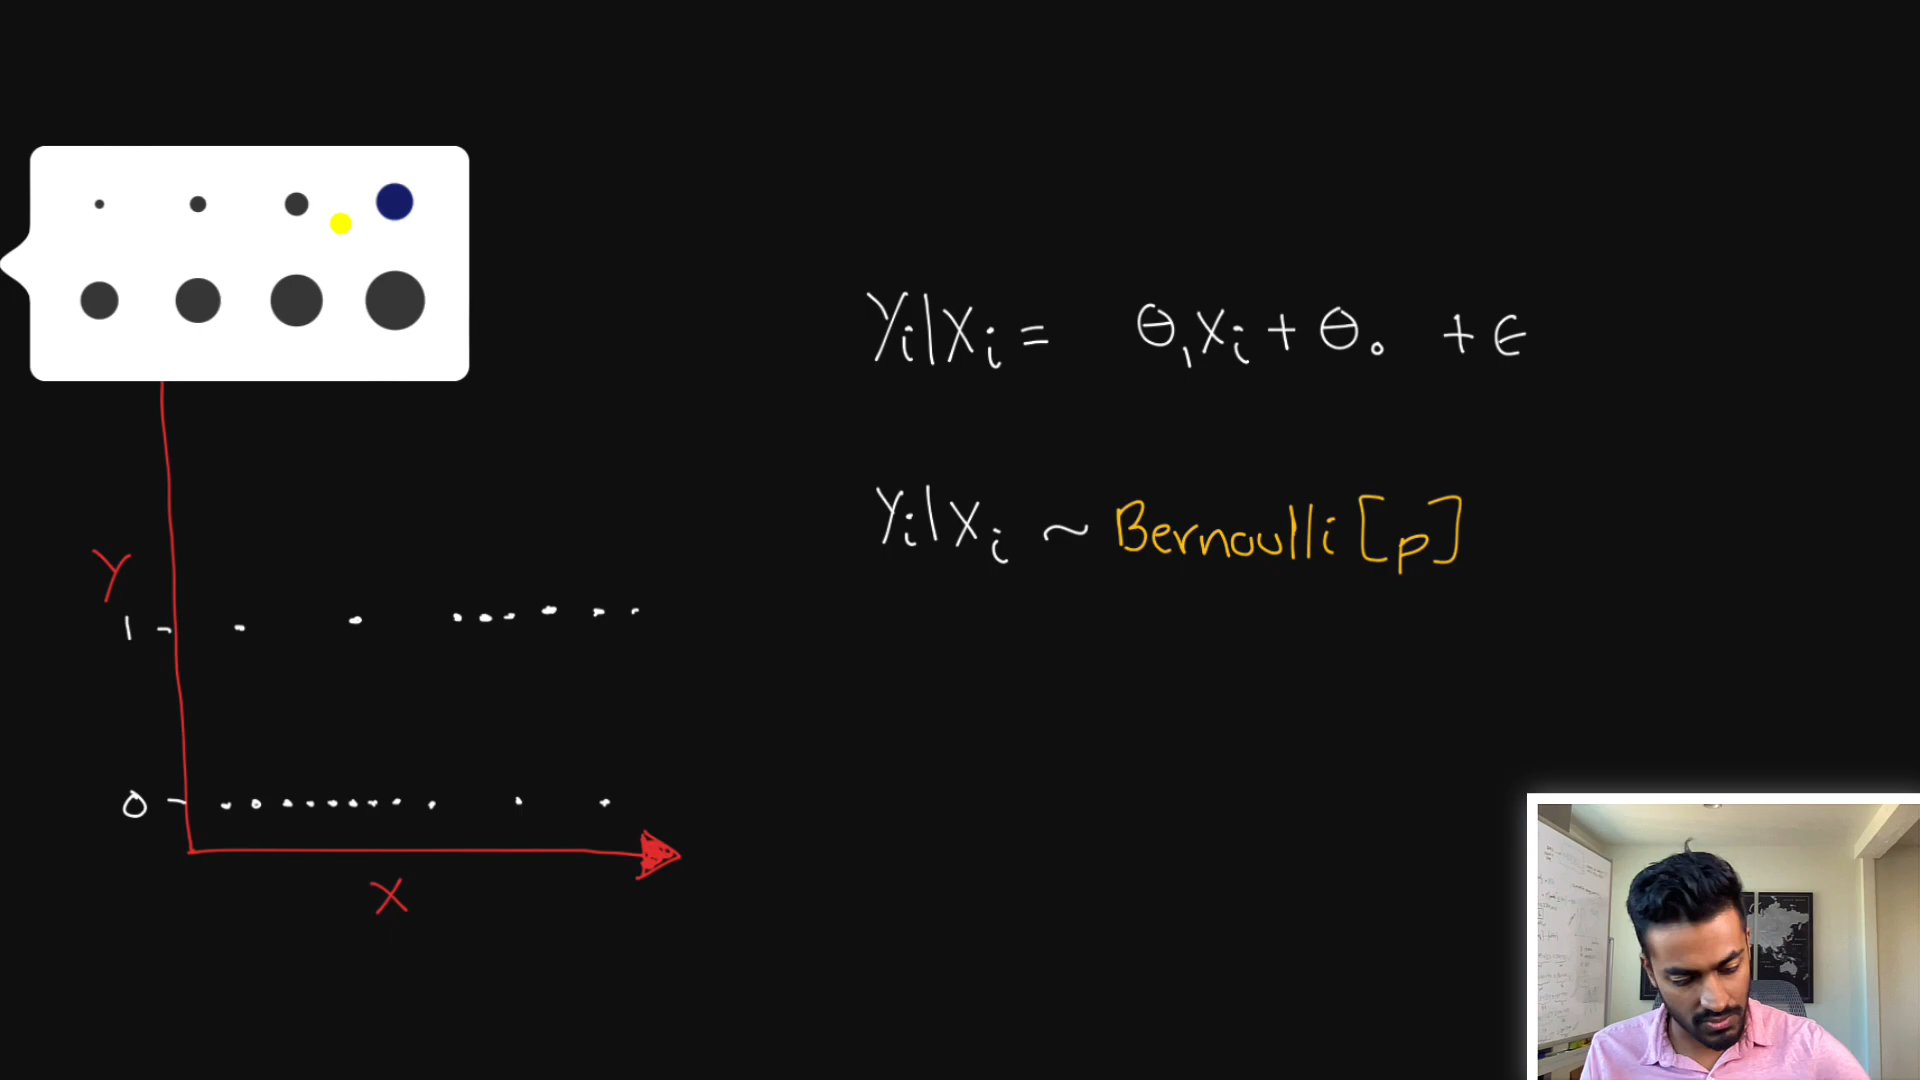 Yi|Xi = θ₁Xi + θ₀ + ϵ
Yi|Xi ~ Bernoulli [p]
Y
1
0
X